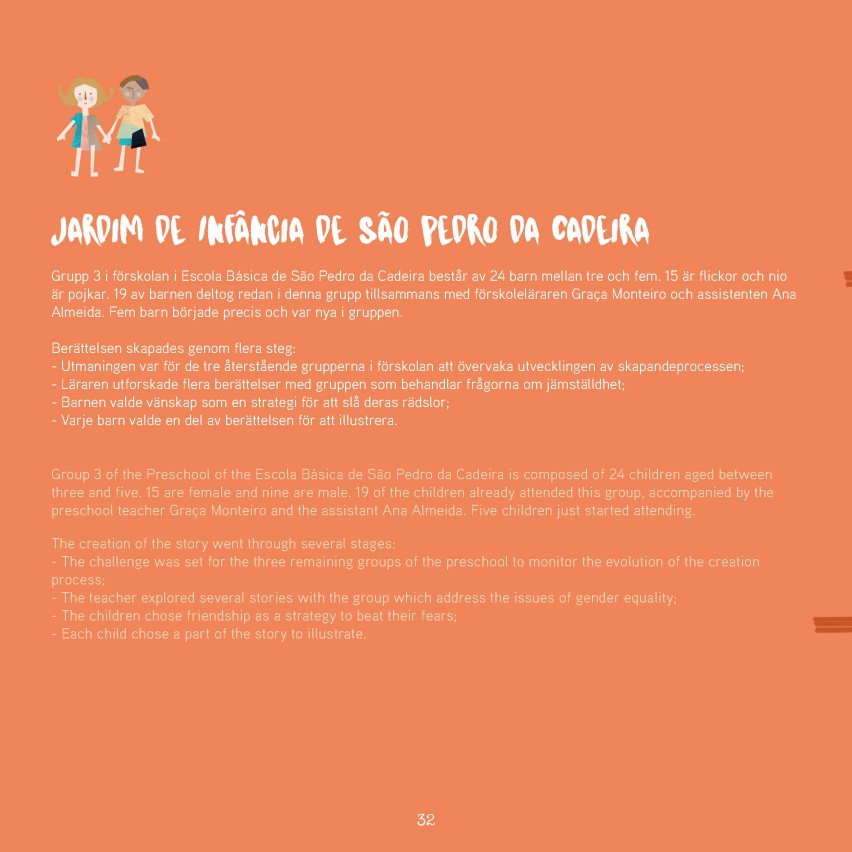 JARDIM DE INFÂNCIA DE SÃO PEDRO DA CADEIRA
Grupp 3 i förskolan i Escola Básica de São Pedro da Cadeira består av 24 barn mellan tre och fem. 15 är flickor och nio
är pojkar. 19 av barnen deltog redan i denna grupp tillsammans med förskoleläraren Graça Monteiro och assistenten Ana
Almeida. Fem barn började precis och var nya i gruppen.
Berättelsen skapades genom flera steg:
- Utmaningen var för de tre återstående grupperna i förskolan att övervaka utvecklingen av skapandeprocessen;
- Läraren utforskade flera berättelser med gruppen som behandlar frågorna om jämställdhet;
- Barnen valde vänskap som en strategi för att slå deras rädslor;
- Varje barn valde en del av berättelsen för att illustrera.
Group 3 of the Preschool of the Escola Básica de São Pedro da Cadeira is composed of 24 children aged between
three and five. 15 are female and nine are male. 19 of the children already attended this group, accompanied by the
preschool teacher Graça Monteiro and the assistant Ana Almeida. Five children just started attending.
The creation of the story went through several stages:
- The challenge was set for the three remaining groups of the preschool to monitor the evolution of the creation
process;
- The teacher explored several stories with the group which address the issues of gender equality;
- The children chose friendship as a strategy to beat their fears;
- Each child chose a part of the story to illustrate.
32